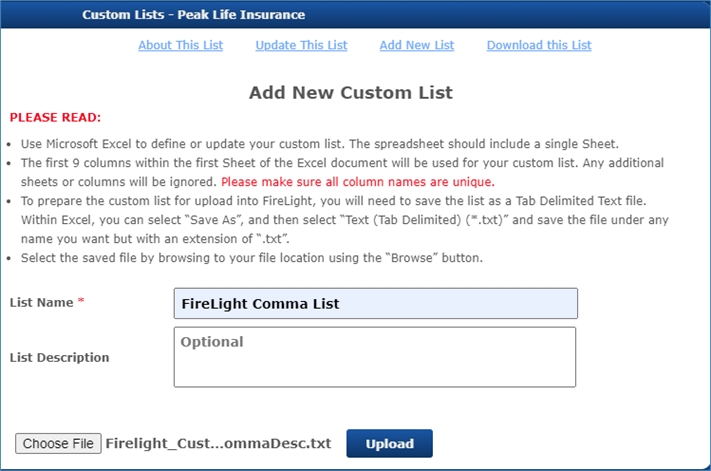 Custom Lists - Peak Life Insurance
About This List Update This List Add New List Download this List
Add New Custom List
PLEASE READ:
• Use Microsoft Excel to define or update your custom list. The spreadsheet should include a single Sheet.
• The first 9 columns within the first Sheet of the Excel document will be used for your custom list. Any additional
sheets or columns will be ignored. Please make sure all column names are unique.
• To prepare the custom list for upload into FireLight, you will need to save the list as a Tab Delimited Text file.
Within Excel, you can select “Save As”, and then select “Text (Tab Delimited) (*.txt)” and save the file under any
name you want but with an extension of “.txt”.
• Select the saved file by browsing to your file location using the “Browse” button.
List Name * FireLight Comma List
List Description Optional
Choose File Firelight_Cust...ommaDesc.txt Upload